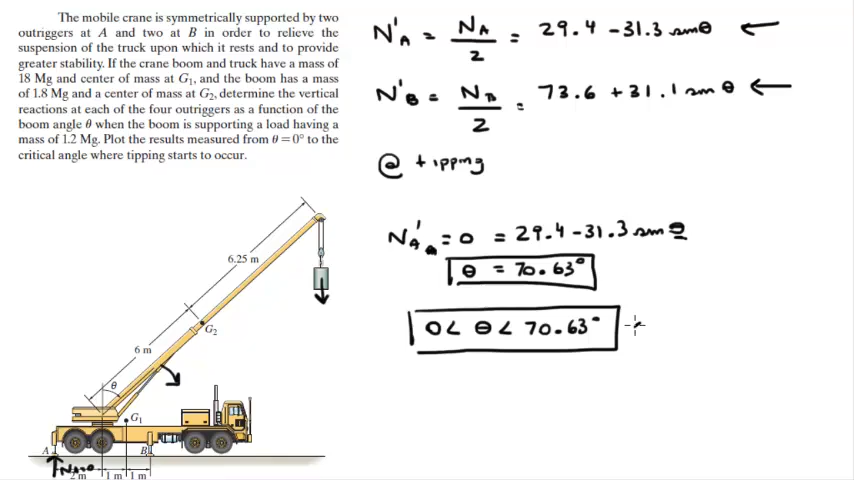 The mobile crane is symmetrically supported by two
outriggers at A and two at B in order to relieve the
suspension of the truck upon which it rests and to provide
greater stability. If the crane boom and truck have a mass of
18 Mg and center of mass at G₁, and the boom has a mass
of 1.8 Mg and a center of mass at G₂, determine the vertical
reactions at each of the four outriggers as a function of the
boom angle θ when the boom is supporting a load having a
mass of 1.2 Mg. Plot the results measured from θ = 0° to the
critical angle where tipping starts to occur.
N'A = NA/2 = 29.4 - 31.3 sin θ ←
N'B = NB/2 = 73.6 + 31.1 sin θ ←
@ tipping
NA' = 0 = 29.4 - 31.3 sin θ
θ = 70.63°
0 < θ < 70.63°
6.25 m
G₂
6 m
θ
G₁
A
B
NA=0
2 m
1 m
1 m